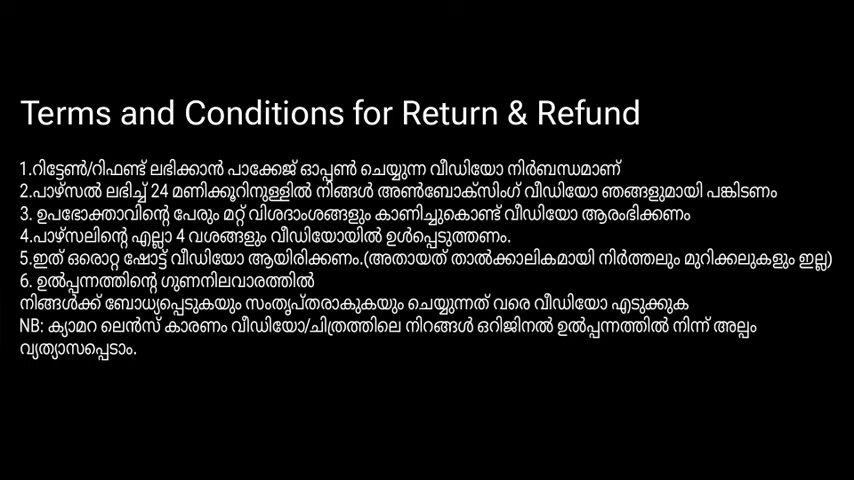 Terms and Conditions for Return & Refund
1.റിട്ടേൺ/റിഫണ്ട് ലഭിക്കാൻ പാക്കേജ് ഓപ്പൺ ചെയ്യുന്ന വീഡിയോ നിർബന്ധമാണ്
2.പാഴ്സൽ ലഭിച്ച് 24 മണിക്കൂറിനുള്ളിൽ നിങ്ങൾ അൺബോക്സിംഗ് വീഡിയോ ഞങ്ങളുമായി പങ്കിടണം
3. ഉപഭോക്താവിന്റെ പേരും മറ്റ് വിശദാംശങ്ങളും കാണിച്ചുകൊണ്ട് വീഡിയോ ആരംഭിക്കണം
4.പാഴ്സലിന്റെ എല്ലാ 4 വശങ്ങളും വീഡിയോയിൽ ഉൾപ്പെടുത്തണം.
5.ഇത് ഒരൊറ്റ ഷോട്ട് വീഡിയോ ആയിരിക്കണം.(അതായത് താൽക്കാലികമായി നിർത്തലും മുറിക്കലുകളും ഇല്ല)
6. ഉൽപ്പന്നത്തിന്റെ ഗുണനിലവാരത്തിൽ
നിങ്ങൾക്ക് ബോധ്യപ്പെടുകയും സംതൃപ്തരാകുകയും ചെയ്യുന്നത് വരെ വീഡിയോ എടുക്കുക
NB: ക്യാമറ ലെൻസ് കാരണം വീഡിയോ/ചിത്രത്തിലെ നിറങ്ങൾ ഒറിജിനൽ ഉൽപ്പന്നത്തിൽ നിന്ന് അല്പം
വ്യത്യാസപ്പെടാം.